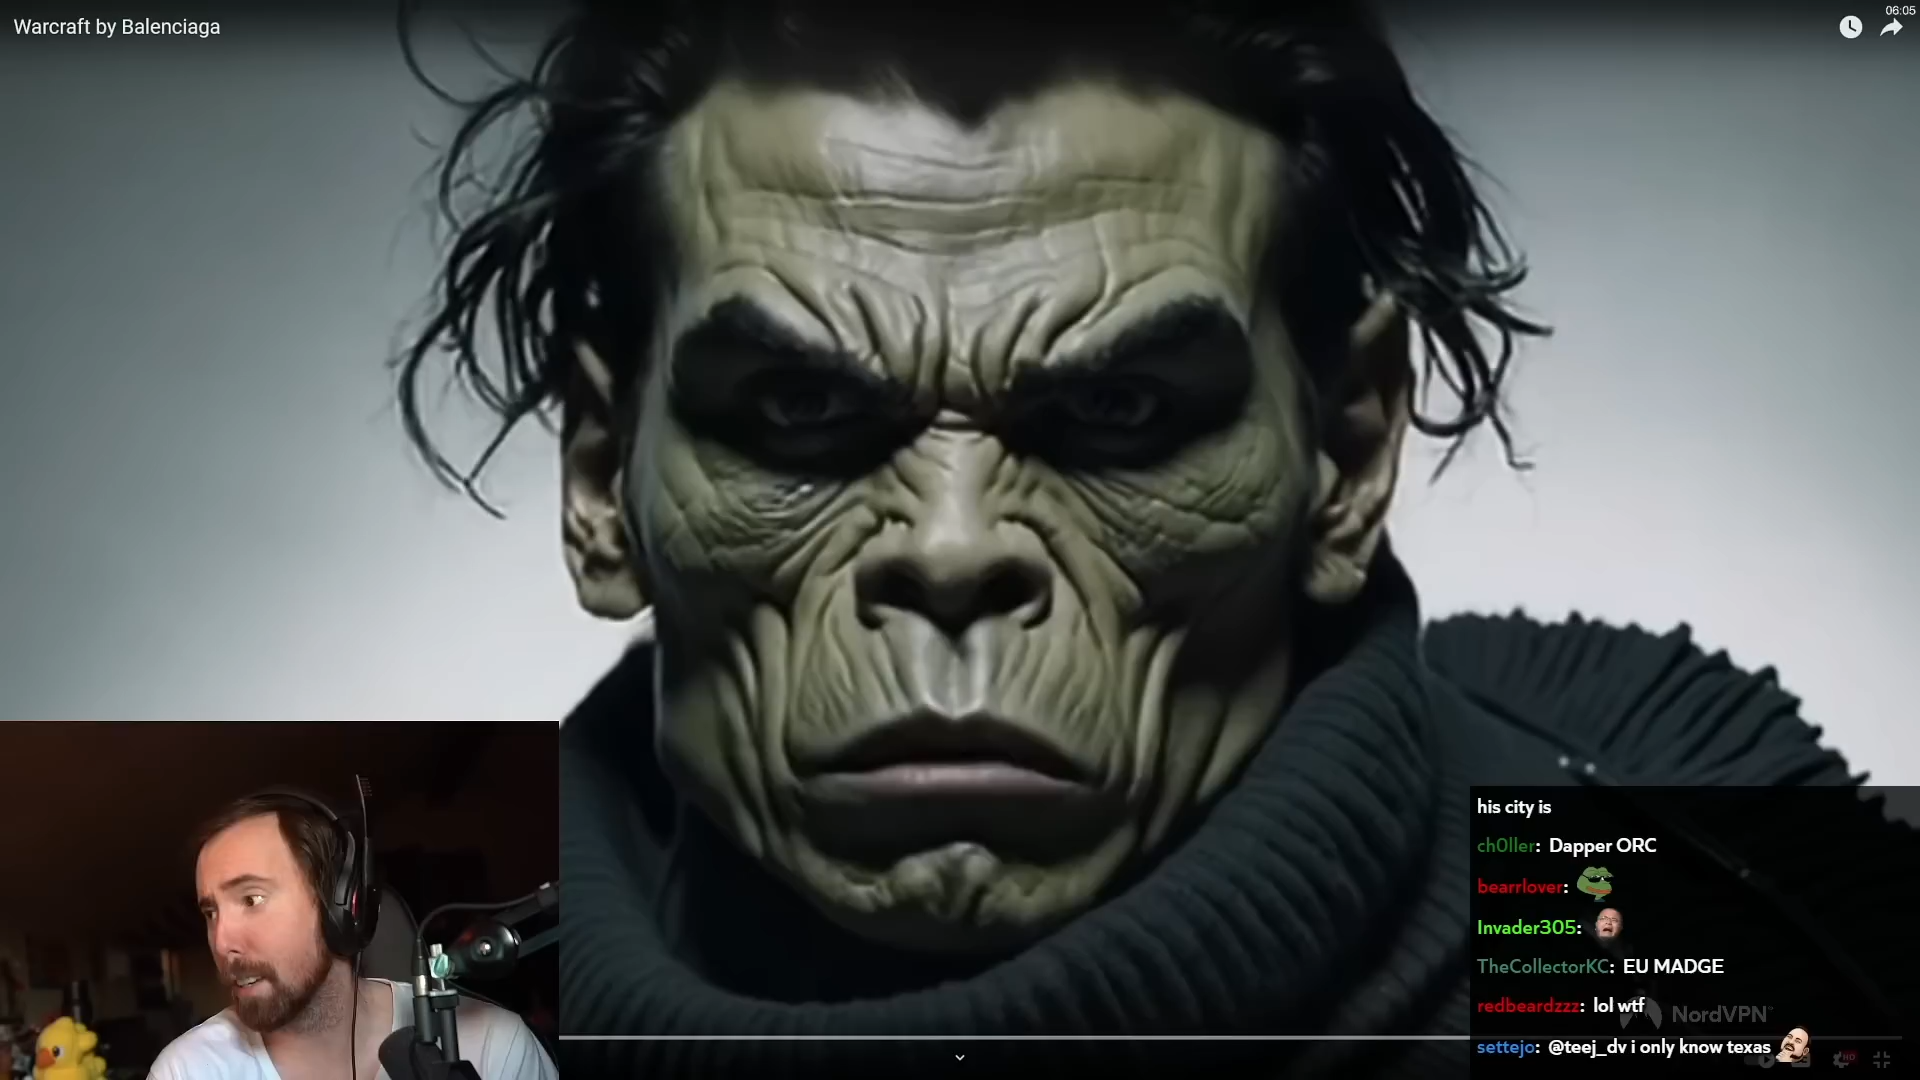 Warcraft by Balenciaga
06:05
his city is
ch0ller: Dapper ORC
bearrlover:
Invader305:
TheCollectorKC: EU MADGE
redbeardzzz: lol wtf
NordVPN
settejo: @teej_dv i only know texas
HD